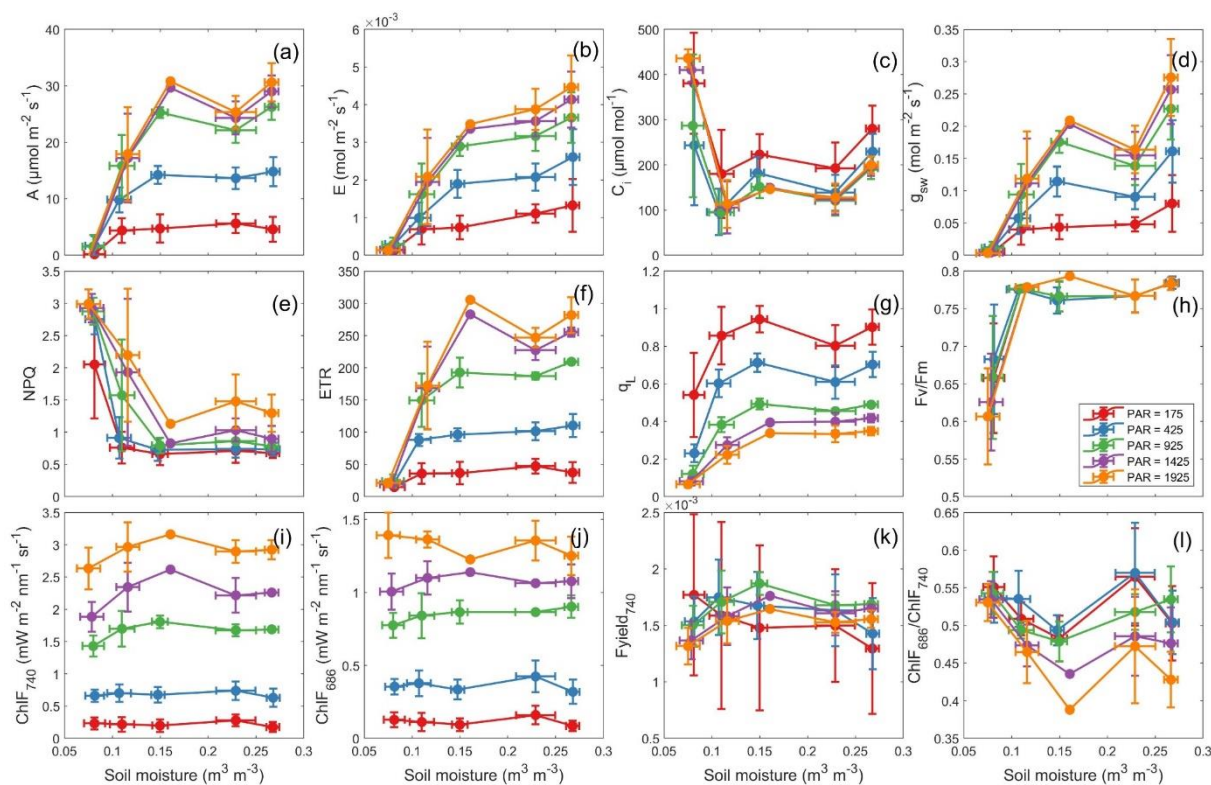 (a)
A (μmol m⁻² s⁻¹)
40
30
20
10
0
×10⁻³
(b)
E (mol m⁻² s⁻¹)
6
5
4
3
2
1
0
(c)
Cᵢ (μmol mol⁻¹)
500
400
300
200
100
0
(d)
g_sw (mol m⁻² s⁻¹)
0.4
0.3
0.2
0.1
0
(e)
NPQ
3.5
3
2.5
2
1.5
1
0.5
0
(f)
ETR
350
300
250
200
150
100
50
0
(g)
q_L
1.2
1
0.8
0.6
0.4
0.2
0
(h)
Fv/Fm
0.8
0.75
0.7
0.65
0.6
0.55
0.5
PAR = 175
PAR = 425
PAR = 925
PAR = 1425
PAR = 1925
(i)
ChlF₇₄₀ (mW m⁻² nm⁻¹ sr⁻¹)
3.5
3
2.5
2
1.5
1
0.5
0
0.05 0.1 0.15 0.2 0.25 0.3
Soil moisture (m³ m⁻³)
(j)
ChlF₆₈₆ (mW m⁻² nm⁻¹ sr⁻¹)
1.5
1
0.5
0
0.05 0.1 0.15 0.2 0.25 0.3
Soil moisture (m³ m⁻³)
×10⁻³
(k)
Fyield₇₄₀
2.5
2
1.5
1
0.5
0.05 0.1 0.15 0.2 0.25 0.3
Soil moisture (m³ m⁻³)
(l)
ChlF₆₈₆/ChlF₇₄₀
0.65
0.6
0.55
0.5
0.45
0.4
0.35
0.05 0.1 0.15 0.2 0.25 0.3
Soil moisture (m³ m⁻³)